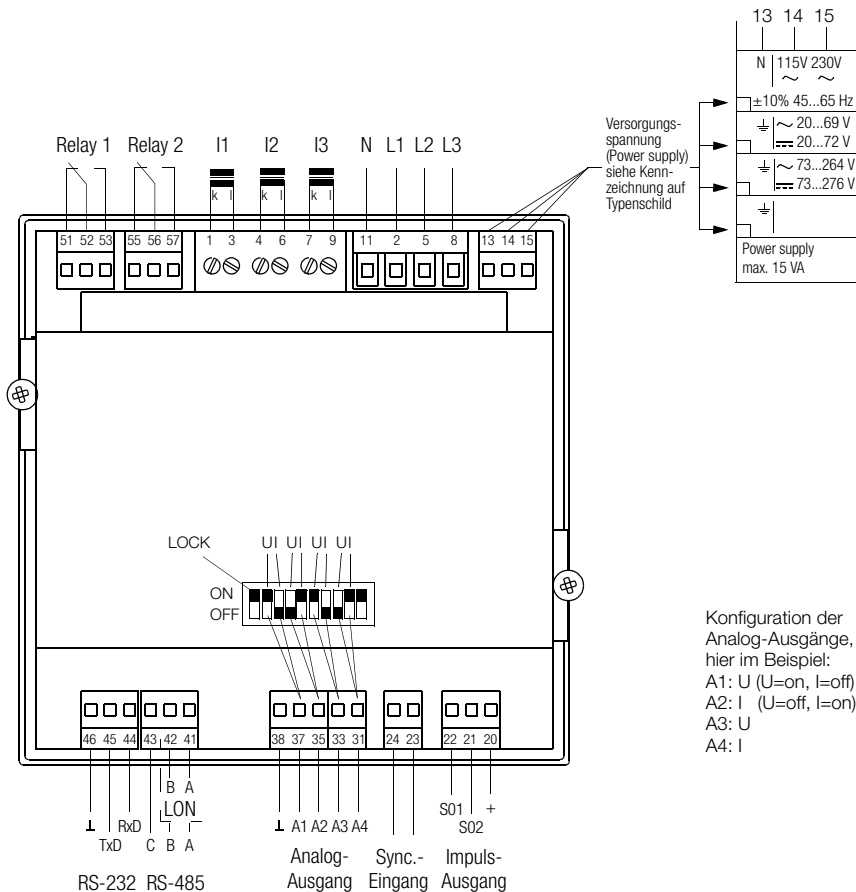 13 14 15
N 115V 230V
~ ~
±10% 45...65 Hz
~ 20...69 V
20...72 V
~ 73...264 V
73...276 V
Power supply
max. 15 VA
Versorgungs-
spannung
(Power supply)
siehe Kenn-
zeichnung auf
Typenschild
Relay 1 Relay 2 I1 I2 I3 N L1 L2 L3
k l k l k l
51 52 53 55 56 57 1 3 4 6 7 9 11 2 5 8 13 14 15
LOCK UI UI UI UI
ON
OFF
Konfiguration der
Analog-Ausgänge,
hier im Beispiel:
A1: U (U=on, I=off)
A2: I (U=off, I=on)
A3: U
A4: I
46 45 44 43 42 41 38 37 35 33 31 24 23 22 21 20
B A
LON
⊥ TxD RxD C B A
⊥ A1 A2 A3 A4
S01 +
S02
RS-232 RS-485
Analog-
Ausgang
Sync.-
Eingang
Impuls-
Ausgang